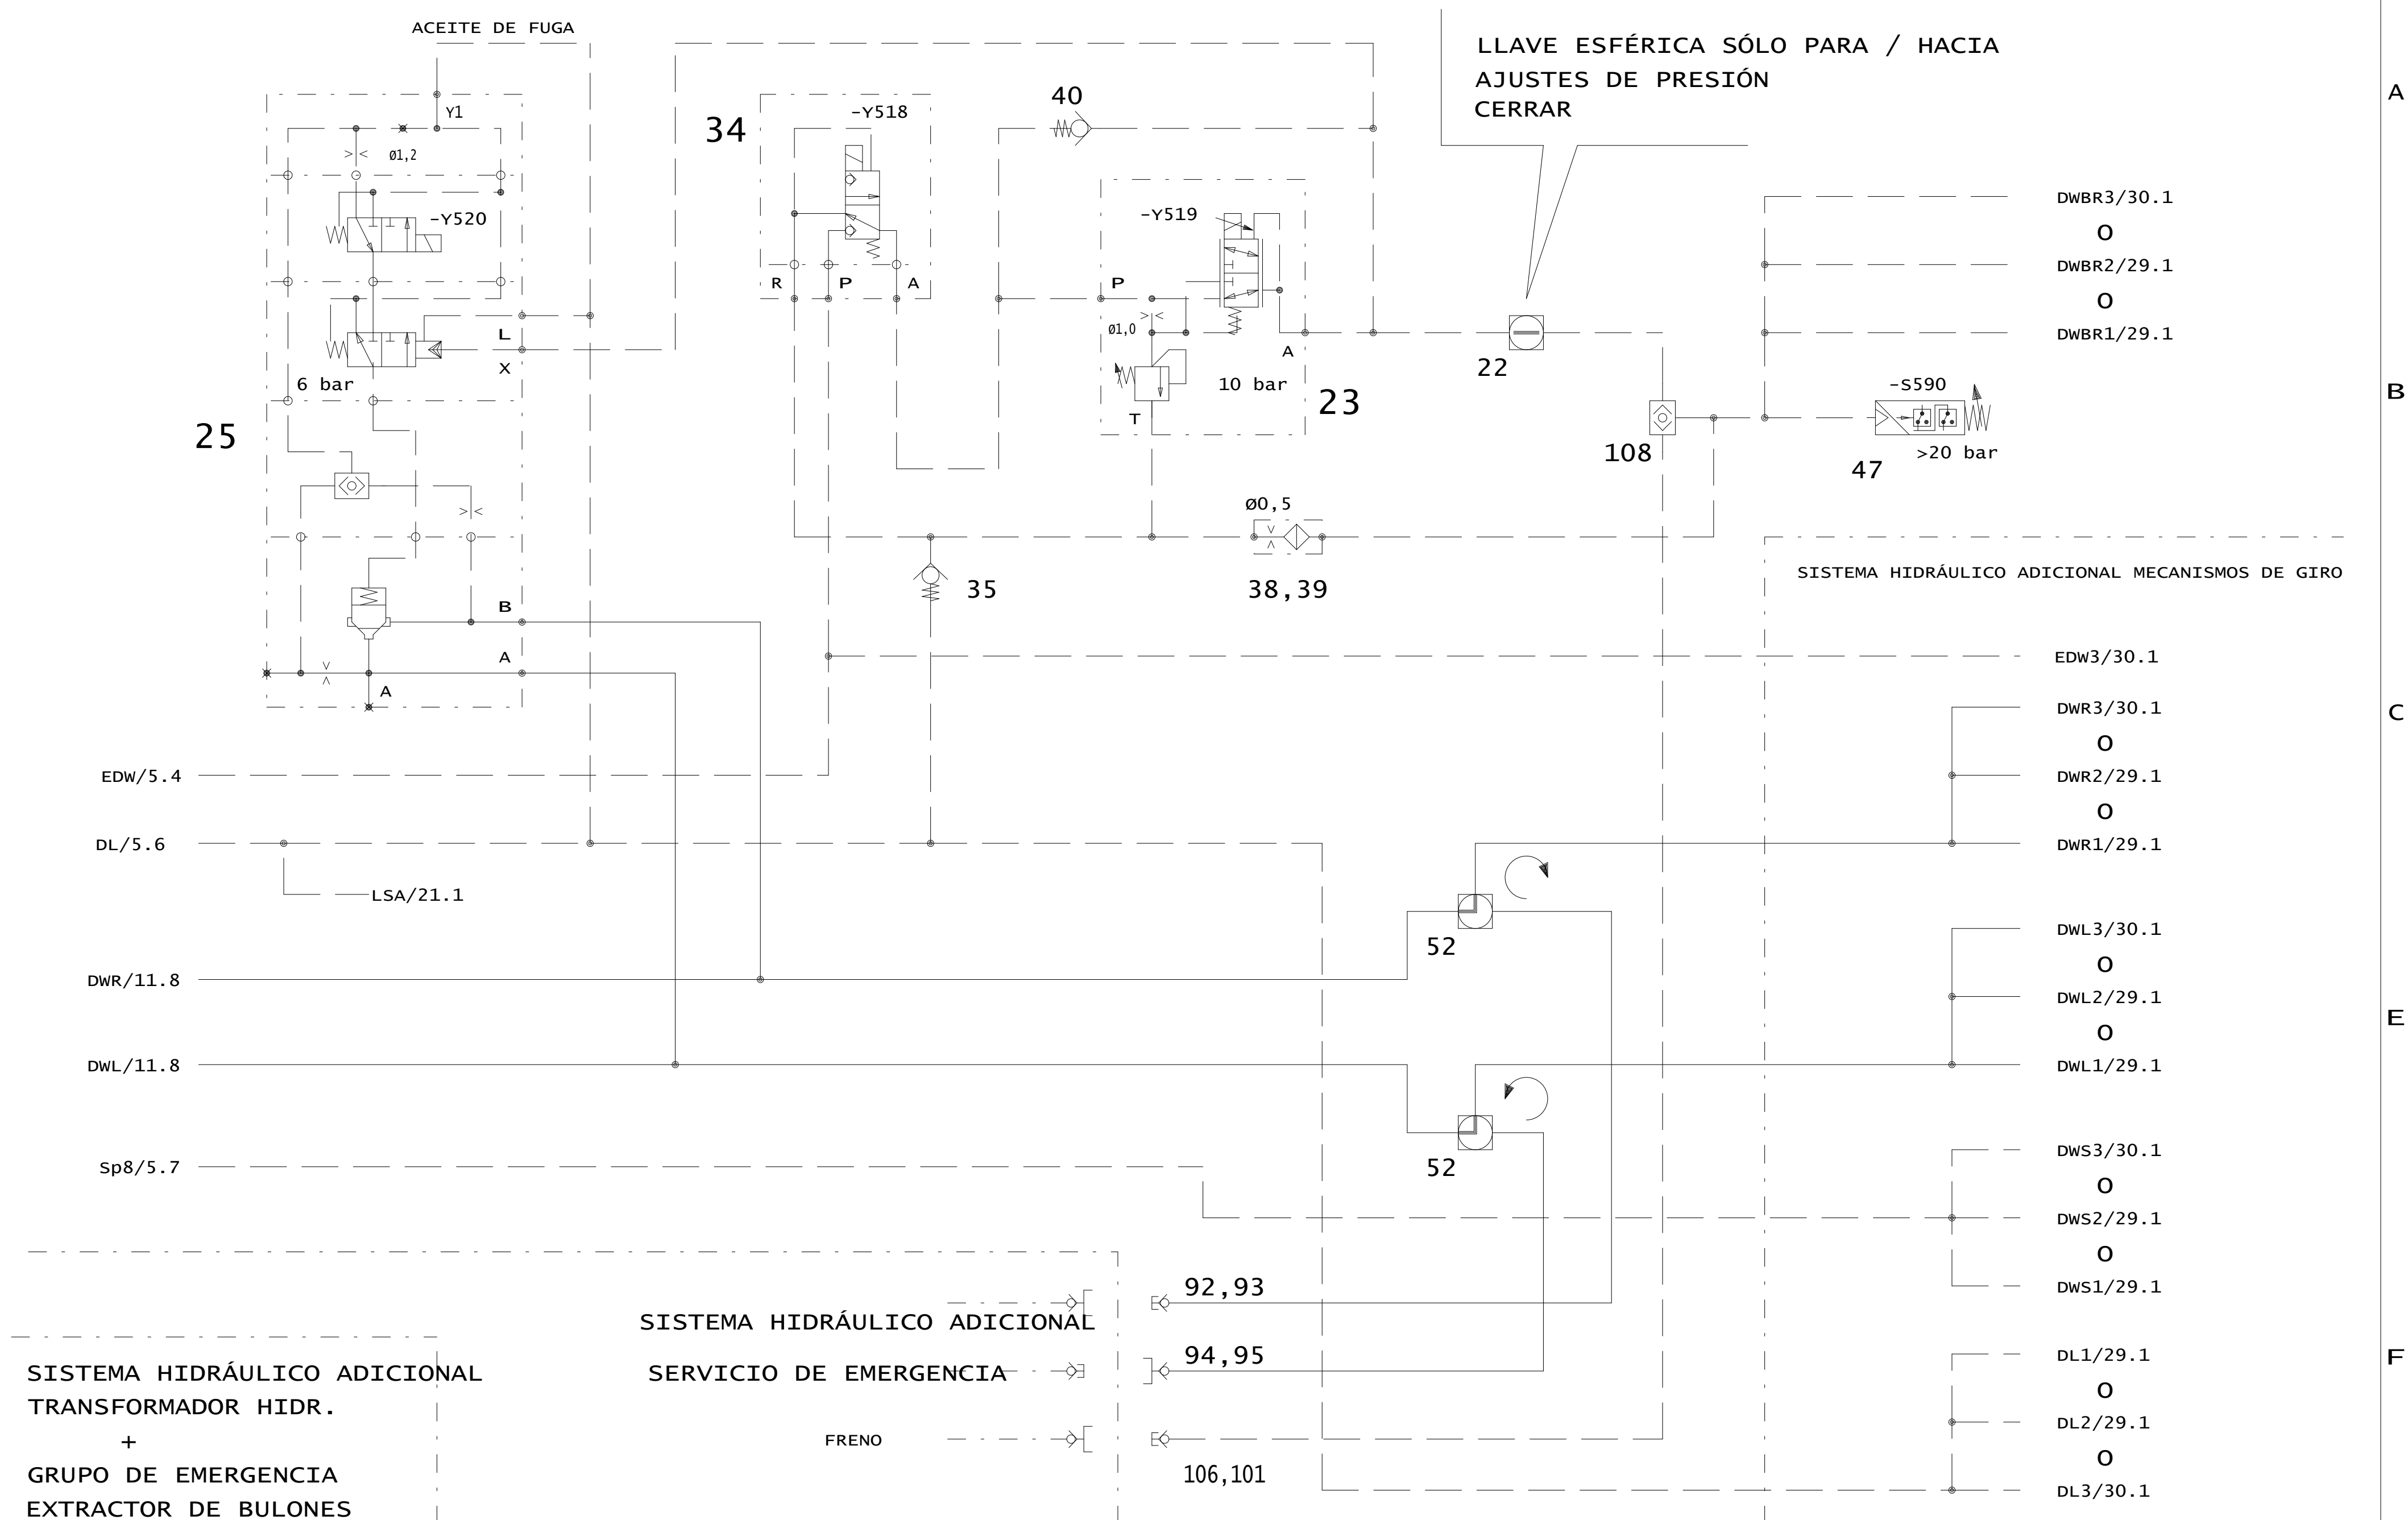 ACEITE DE FUGA
LLAVE ESFÉRICA SÓLO PARA / HACIA
AJUSTES DE PRESIÓN
CERRAR
A
Y1
ø1,2
34
-Y518
40
-Y520
-Y519
DWBR3/30.1
O
DWBR2/29.1
O
DWBR1/29.1
R
P
A
P
ø1,0
L
X
A
6 bar
10 bar
T
23
22
25
108
-S590
>20 bar
47
B
ø0,5
35
38,39
SISTEMA HIDRÁULICO ADICIONAL MECANISMOS DE GIRO
B
A
A
EDW3/30.1
DWR3/30.1
O
DWR2/29.1
O
DWR1/29.1
C
EDW/5.4
DL/5.6
LSA/21.1
52
DWR/11.8
DWL3/30.1
O
DWL2/29.1
O
DWL1/29.1
E
DWL/11.8
52
Sp8/5.7
DWS3/30.1
O
DWS2/29.1
O
DWS1/29.1
92,93
SISTEMA HIDRÁULICO ADICIONAL
94,95
SERVICIO DE EMERGENCIA
FRENO
106,101
SISTEMA HIDRÁULICO ADICIONAL
TRANSFORMADOR HIDR.
+
GRUPO DE EMERGENCIA
EXTRACTOR DE BULONES
DL1/29.1
O
DL2/29.1
O
DL3/30.1
F